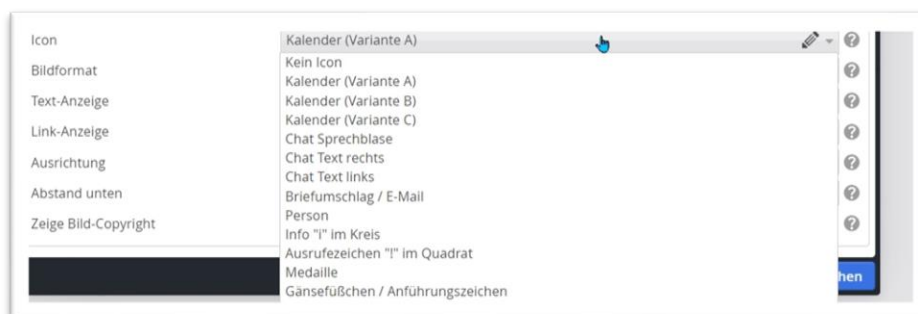 Icon Kalender (Variante A)
Bildformat Kein Icon
Kalender (Variante A)
Text-Anzeige Kalender (Variante B)
Link-Anzeige Kalender (Variante C)
Chat Sprechblase
Ausrichtung Chat Text rechts
Chat Text links
Abstand unten Briefumschlag / E-Mail
Zeige Bild-Copyright Person
Info "i" im Kreis
Ausrufezeichen "!" im Quadrat
Medaille
hen
Gänsefüßchen / Anführungszeichen